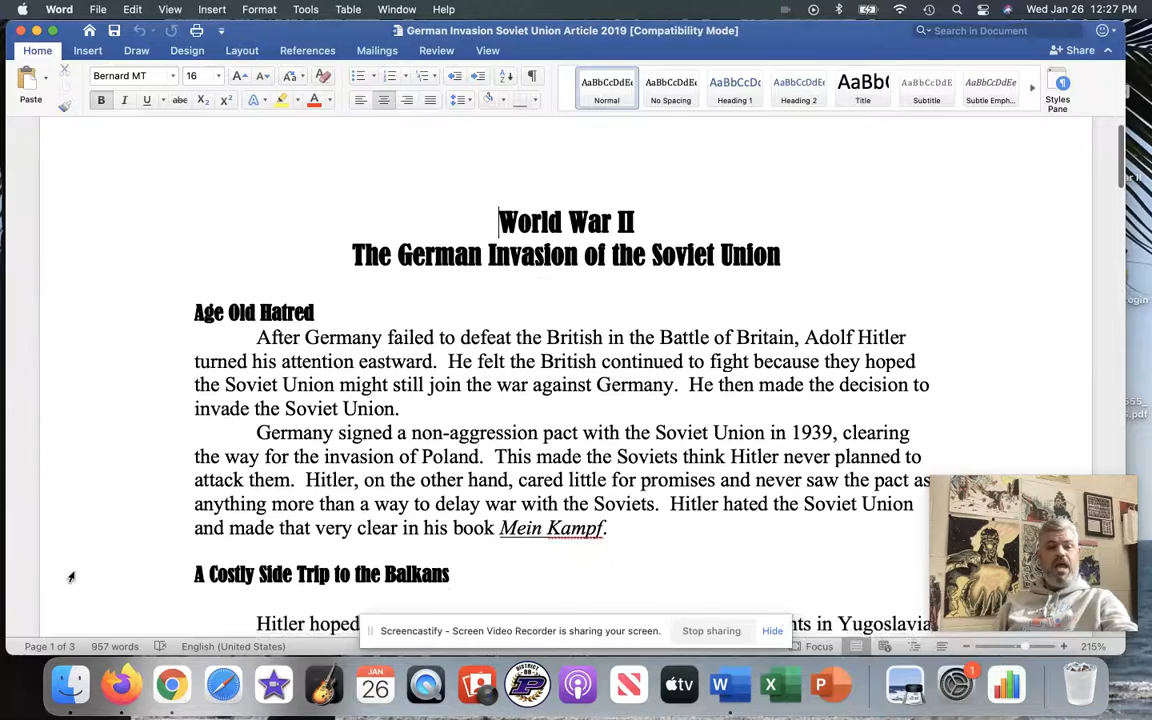 Word File Edit View Insert Format Tools Table Window Help Wed Jan 26 12:27 PM
German Invasion Soviet Union Article 2019 [Compatibility Mode] Search in Document
Home Insert Draw Design Layout References Mailings Review View Share
Paste Bernard MT 16 AaBbCcDdEe AaBbCcDdEe AaBbCcDc AaBbCcDdEe AaBbC AaBbCcDdE AaBbCcDdEe
Normal No Spacing Heading 1 Heading 2 Title Subtitle Subtle Emph... Styles Pane
World War II
The German Invasion of the Soviet Union
Age Old Hatred
After Germany failed to defeat the British in the Battle of Britain, Adolf Hitler
turned his attention eastward. He felt the British continued to fight because they hoped
the Soviet Union might still join the war against Germany. He then made the decision to
invade the Soviet Union.
Germany signed a non-aggression pact with the Soviet Union in 1939, clearing
the way for the invasion of Poland. This made the Soviets think Hitler never planned to
attack them. Hitler, on the other hand, cared little for promises and never saw the pact as
anything more than a way to delay war with the Soviets. Hitler hated the Soviet Union
and made that very clear in his book Mein Kampf.
A Costly Side Trip to the Balkans
Hitler hoped
nts in Yugoslavia
Screencastify - Screen Video Recorder is sharing your screen. Stop sharing Hide
Page 1 of 3 957 words English (United States) Focus 215%
JAN
26
DISTRICT
W X P
tv
1